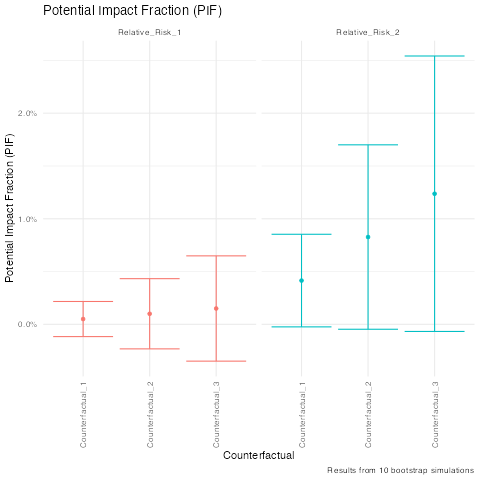 Potential Impact Fraction (PIF)
Relative_Risk_1
Relative_Risk_2
Potential Impact Fraction (PIF)
2.0%
1.0%
0.0%
Counterfactual_1
Counterfactual_2
Counterfactual_3
Counterfactual_1
Counterfactual_2
Counterfactual_3
Counterfactual
Results from 10 bootstrap simulations